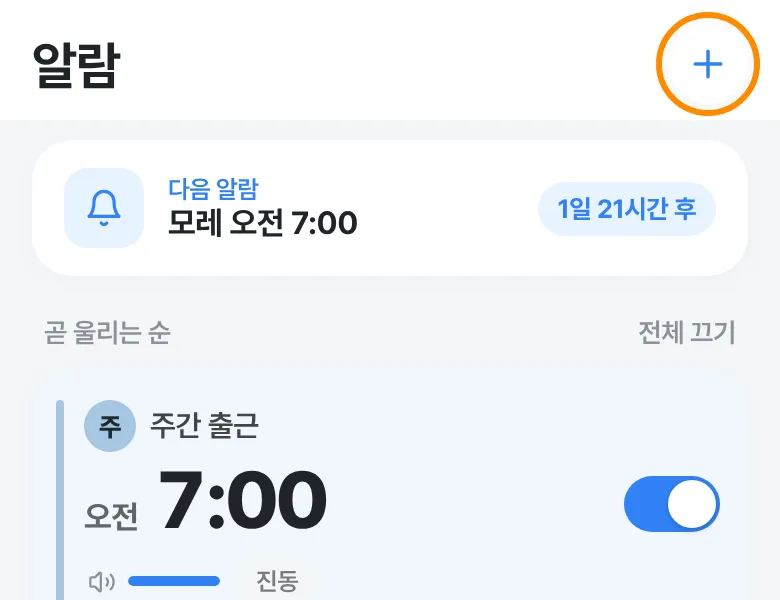 알람
다음 알람
모레 오전 7:00
1일 21시간 후
곧 울리는 순
전체 끄기
주 주간 출근
오전 7:00
진동